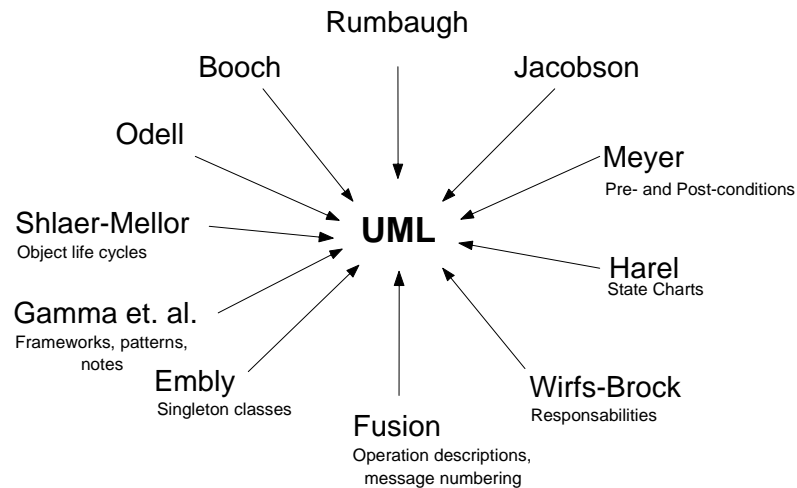 Rumbaugh
Booch
Jacobson
Odell
Meyer
Pre- and Post-conditions
Shlaer-Mellor
Object life cycles
UML
Harel
State Charts
Gamma et. al.
Frameworks, patterns,
notes
Embly
Singleton classes
Wirfs-Brock
Responsabilities
Fusion
Operation descriptions,
message numbering